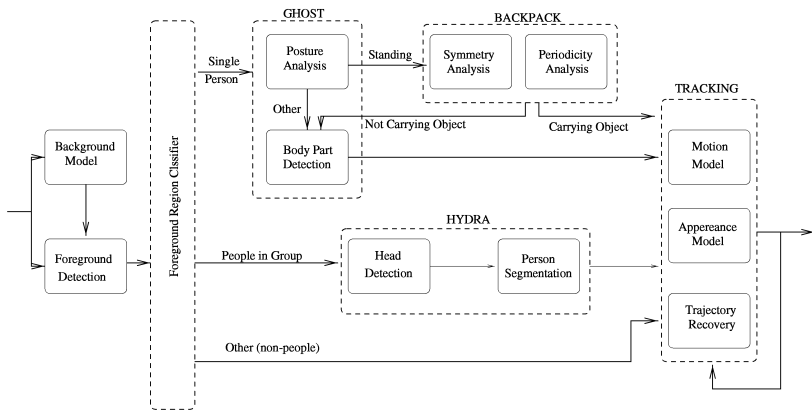 GHOST
BACKPACK
Single
Person
Posture
Analysis
Standing
Symmetry
Analysis
Periodicity
Analysis
TRACKING
Other
Not Carrying Object
Carrying Object
Background
Model
Body Part
Detection
Motion
Model
Foreground Region Clssifier
HYDRA
Appereance
Model
Foreground
Detection
People in Group
Head
Detection
Person
Segmentation
Trajectory
Recovery
Other (non-people)